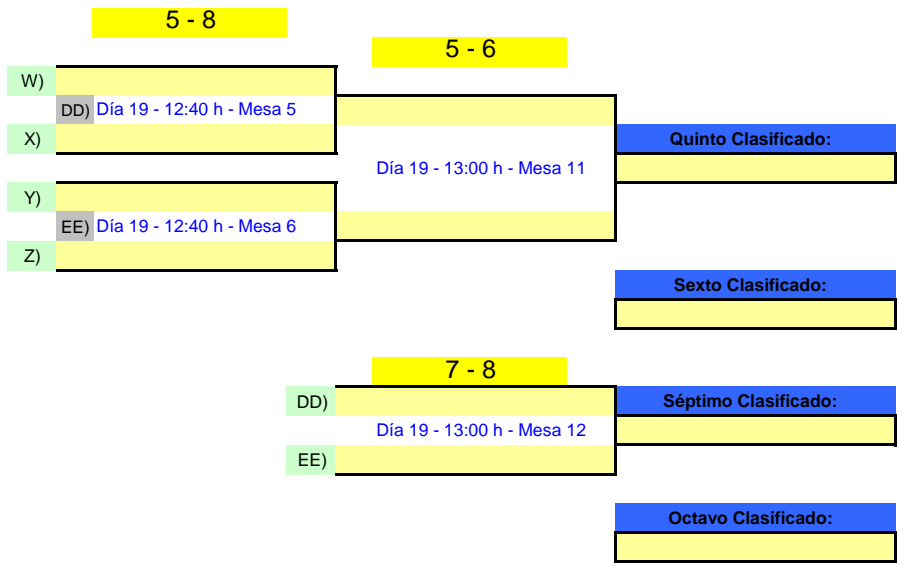 5 - 8
5 - 6
W)
DD) Día 19 - 12:40 h - Mesa 5
X)
Quinto Clasificado:
Día 19 - 13:00 h - Mesa 11
Y)
EE) Día 19 - 12:40 h - Mesa 6
Z)
Sexto Clasificado:
7 - 8
DD)
Séptimo Clasificado:
Día 19 - 13:00 h - Mesa 12
EE)
Octavo Clasificado: